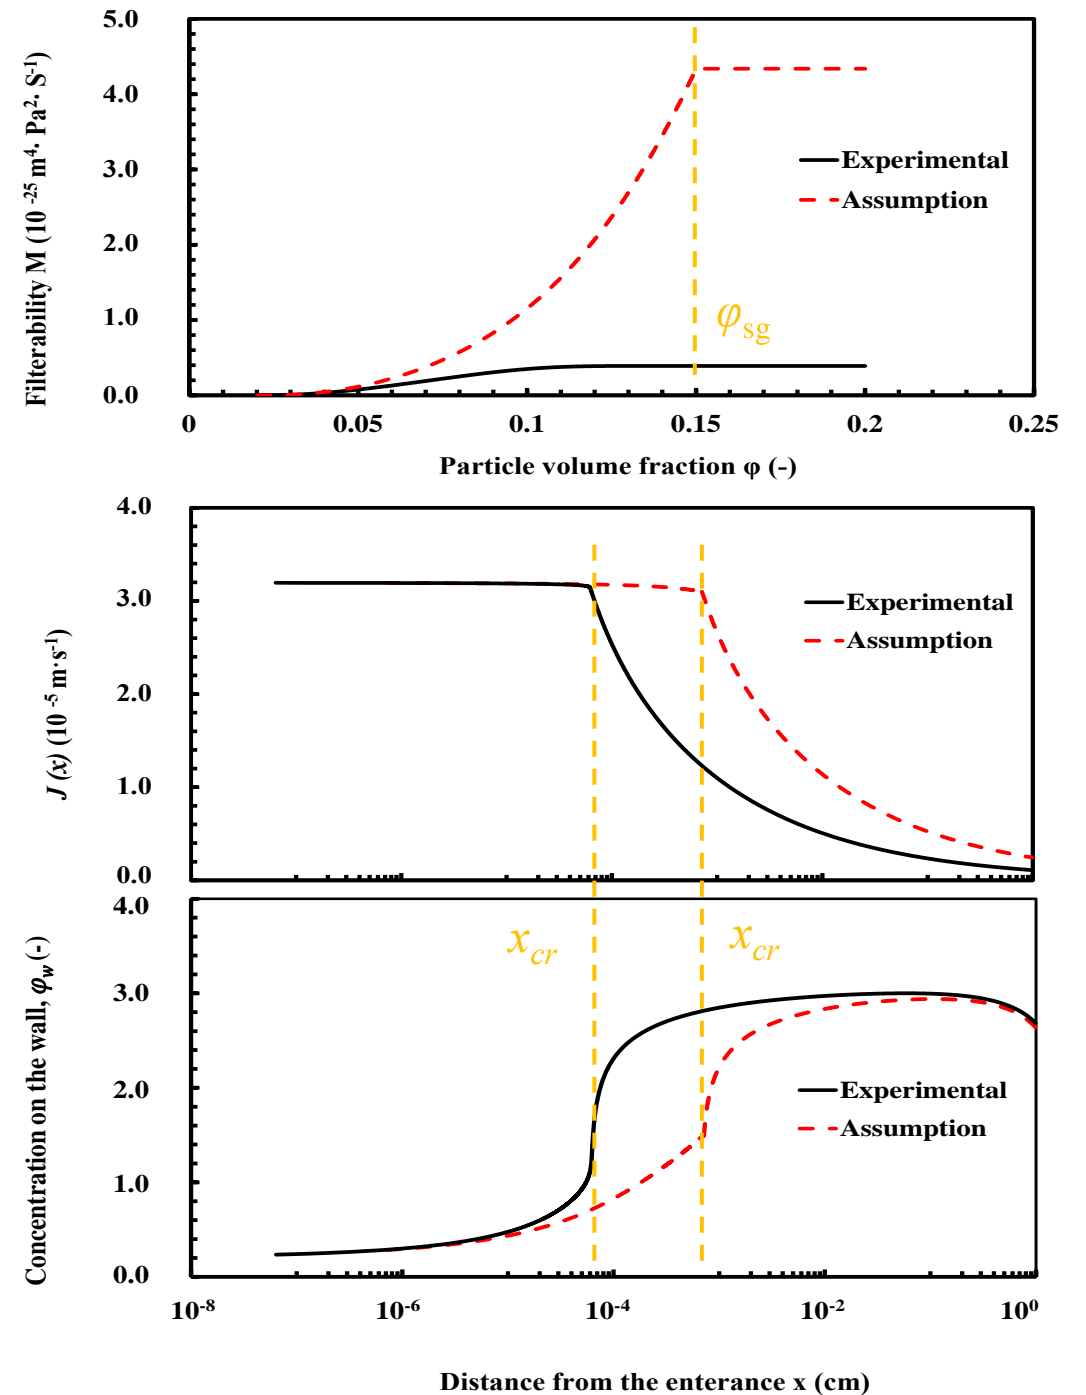 5.0
4.0
3.0
2.0
1.0
0.0
Filterability M (10 -25 m4· Pa2· S-1)
Experimental
Assumption
φsg
0 0.05 0.1 0.15 0.2 0.25
Particle volume fraction φ (-)
4.0
3.0
2.0
1.0
0.0
J (x) (10 -5 m·s-1)
Experimental
Assumption
4.0
3.0
2.0
1.0
0.0
Concentration on the wall, φw (-)
xcr xcr
Experimental
Assumption
10-8 10-6 10-4 10-2 100
Distance from the enterance x (cm)